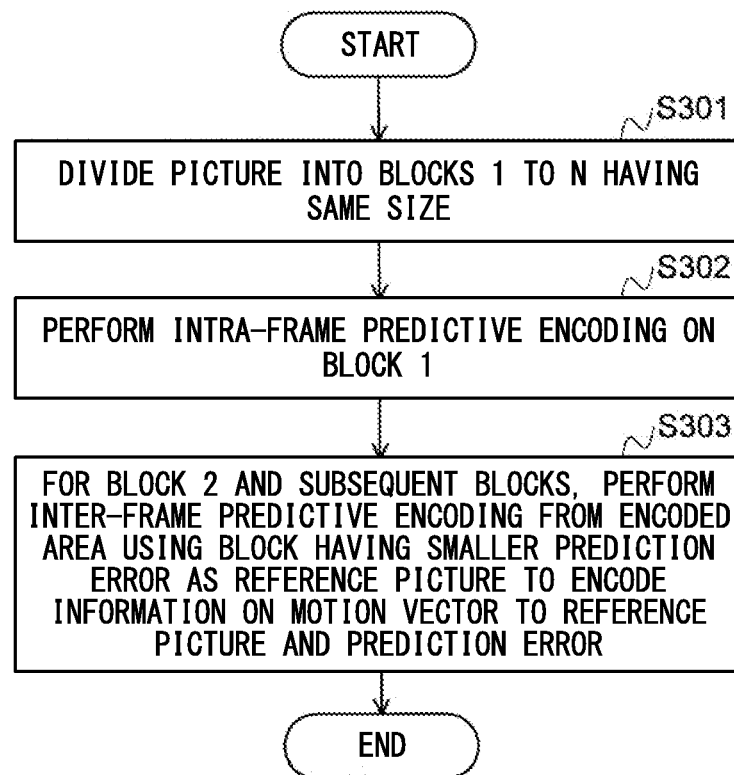 START
S301
DIVIDE PICTURE INTO BLOCKS 1 TO N HAVING
SAME SIZE
S302
PERFORM INTRA-FRAME PREDICTIVE ENCODING ON
BLOCK 1
S303
FOR BLOCK 2 AND SUBSEQUENT BLOCKS, PERFORM
INTER-FRAME PREDICTIVE ENCODING FROM ENCODED
AREA USING BLOCK HAVING SMALLER PREDICTION
ERROR AS REFERENCE PICTURE TO ENCODE
INFORMATION ON MOTION VECTOR TO REFERENCE
PICTURE AND PREDICTION ERROR
END